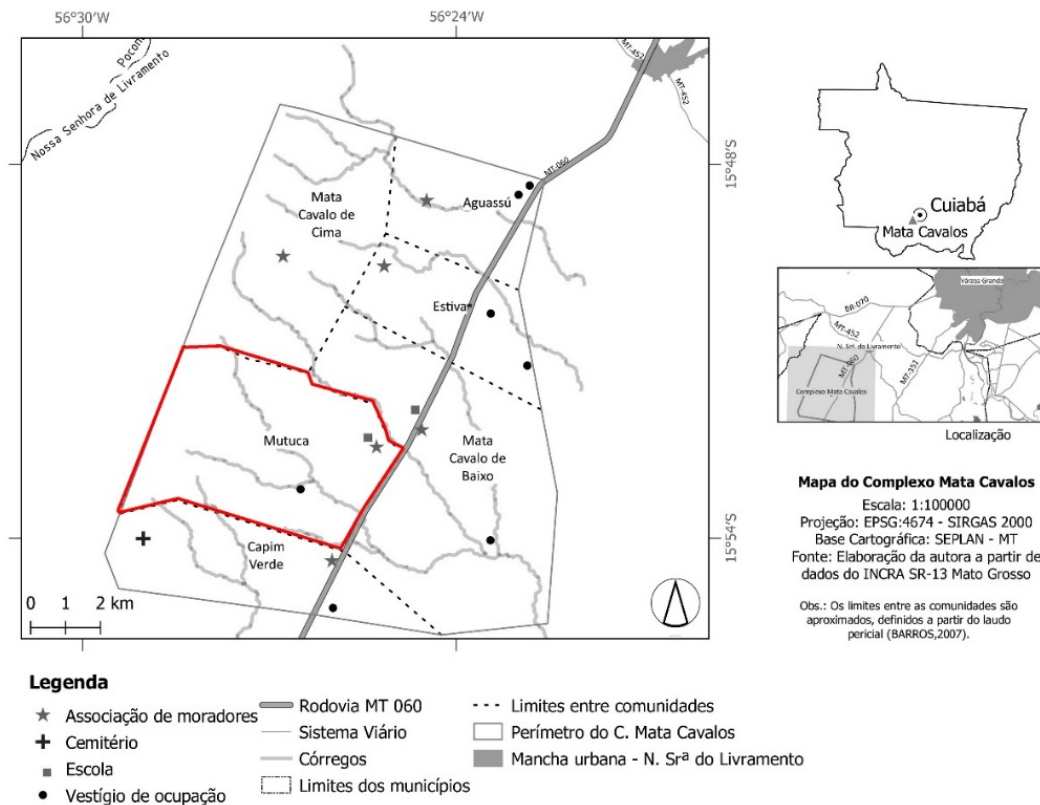 56°30'W
56°24'W
Poconé
Nossa Senhora de Livramento
MT-452
MT-452
MT-060
15°48'S
Mata
Cavalo de
Cima
Aguassú
Estiva
Mutuca
Mata
Cavalo de
Baixo
15°54'S
Capim
Verde
0 1 2 km
Cuiabá
Mata Cavalos
Várzea Grande
BR-070
MT-452
N. Srª. do Livramento
MT-060
MT-351
Complexo Mata Cavalos
Localização
Mapa do Complexo Mata Cavalos
Escala: 1:100000
Projeção: EPSG:4674 - SIRGAS 2000
Base Cartográfica: SEPLAN - MT
Fonte: Elaboração da autora a partir de
dados do INCRA SR-13 Mato Grosso
Obs.: Os limites entre as comunidades são
aproximados, definidos a partir do laudo
pericial (BARROS,2007).
Legenda
Associação de moradores
Cemitério
Escola
Vestígio de ocupação
Rodovia MT 060
Sistema Viário
Córregos
Limites dos municípios
Limites entre comunidades
Perímetro do C. Mata Cavalos
Mancha urbana - N. Srª do Livramento